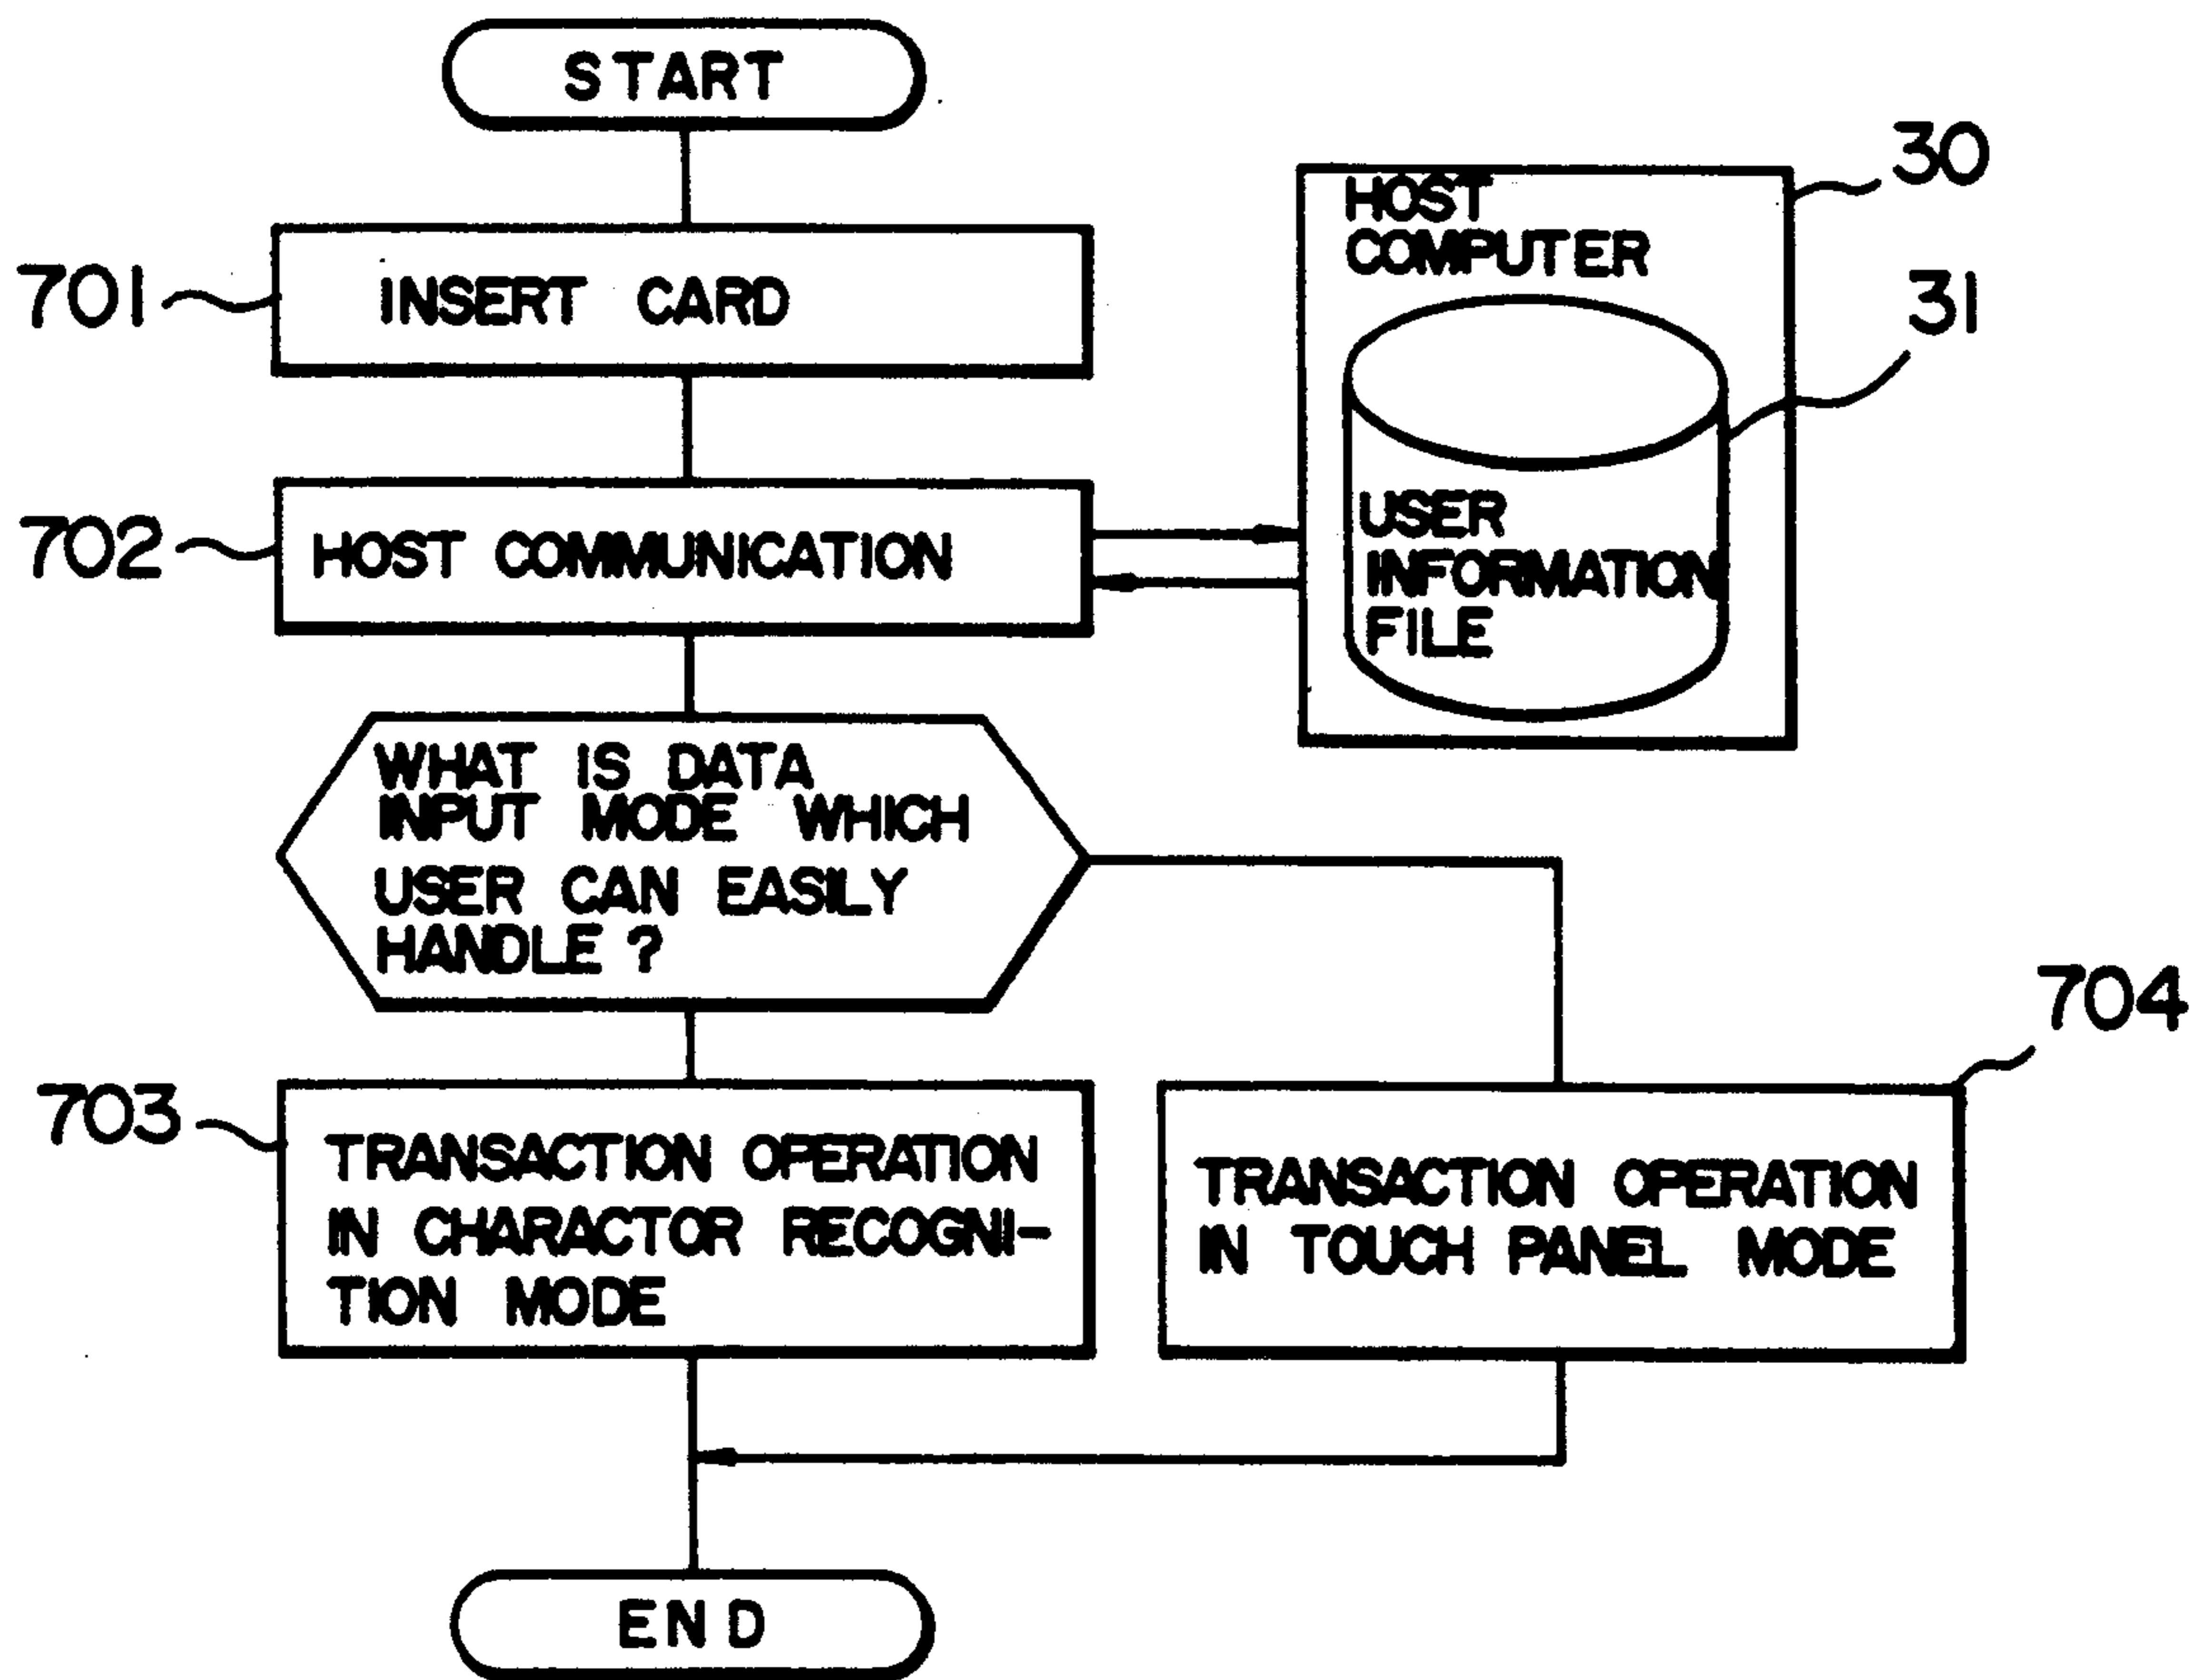 START
30
HOST
COMPUTER
31
701
INSERT CARD
702
HOST COMMUNICATION
USER
INFORMATION
FILE
WHAT IS DATA
INPUT MODE WHICH
USER CAN EASILY
HANDLE ?
704
703
TRANSACTION OPERATION
IN CHARACTOR RECOGNI-
TION MODE
TRANSACTION OPERATION
IN TOUCH PANEL MODE
END